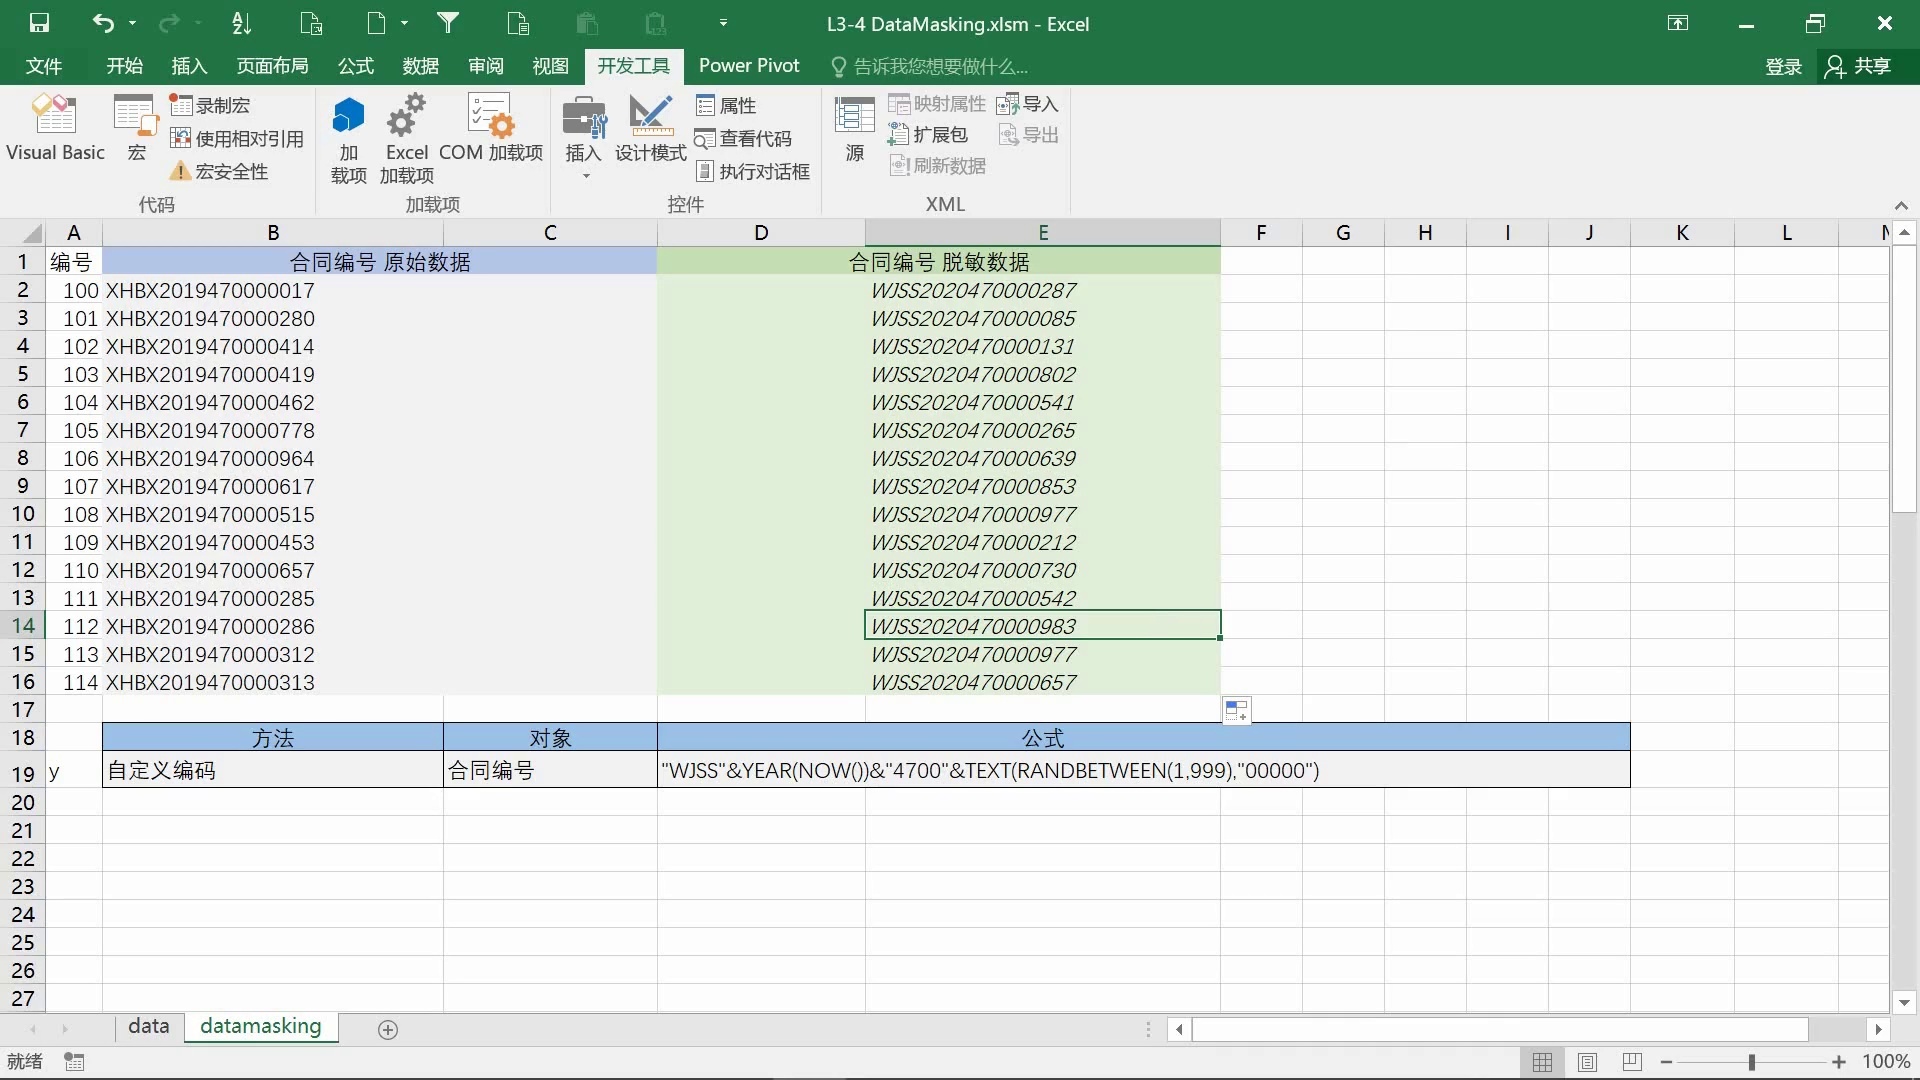 L3-4 DataMasking.xlsm - Excel
文件 开始 插入 页面布局 公式 数据 审阅 视图 开发工具 Power Pivot 告诉我您想要做什么... 登录 共享
Visual Basic 宏 录制宏 使用相对引用 宏安全性 代码
加载项 Excel 加载项 COM 加载项 加载项
插入 设计模式 属性 查看代码 执行对话框 控件
源 映射属性 扩展包 刷新数据 导入 导出 XML
A B C D E F G H I J K L
1 编号 合同编号 原始数据 合同编号 脱敏数据
2 100 XHBX2019470000017 WJSS2020470000287
3 101 XHBX2019470000280 WJSS2020470000085
4 102 XHBX2019470000414 WJSS2020470000131
5 103 XHBX2019470000419 WJSS2020470000802
6 104 XHBX2019470000462 WJSS2020470000541
7 105 XHBX2019470000778 WJSS2020470000265
8 106 XHBX2019470000964 WJSS2020470000639
9 107 XHBX2019470000617 WJSS2020470000853
10 108 XHBX2019470000515 WJSS2020470000977
11 109 XHBX2019470000453 WJSS2020470000212
12 110 XHBX2019470000657 WJSS2020470000730
13 111 XHBX2019470000285 WJSS2020470000542
14 112 XHBX2019470000286 WJSS2020470000983
15 113 XHBX2019470000312 WJSS2020470000977
16 114 XHBX2019470000313 WJSS2020470000657
17
18 方法 对象 公式
19 y 自定义编码 合同编号 "WJSS"&YEAR(NOW())&"4700"&TEXT(RANDBETWEEN(1,999),"00000")
20
21
22
23
24
25
26
27
data datamasking
就绪 100%